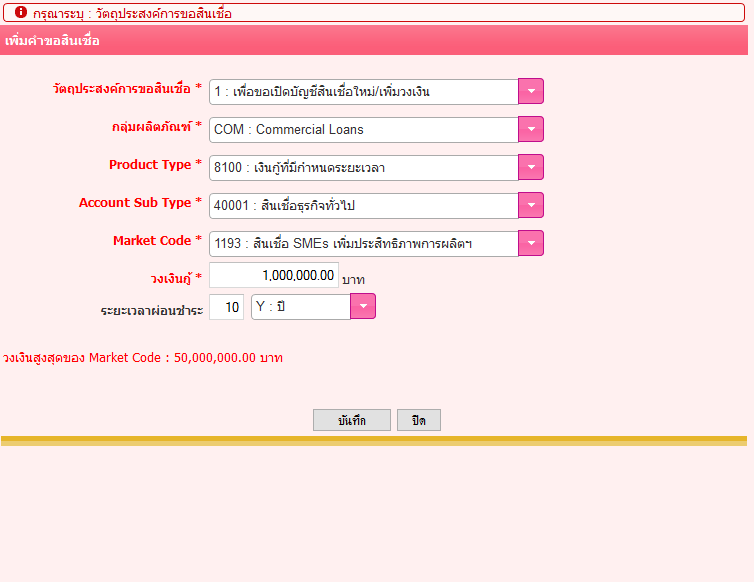 กรุณาระบุ : วัตถุประสงค์การขอสินเชื่อ
เพิ่มคำขอสินเชื่อ
วัตถุประสงค์การขอสินเชื่อ * 1 : เพื่อขอเปิดบัญชีสินเชื่อใหม่/เพิ่มวงเงิน
กลุ่มผลิตภัณฑ์ * COM : Commercial Loans
Product Type * 8100 : เงินกู้ที่มีกำหนดระยะเวลา
Account Sub Type * 40001 : สินเชื่อธุรกิจทั่วไป
Market Code * 1193 : สินเชื่อ SMEs เพิ่มประสิทธิภาพการผลิตฯ
วงเงินกู้ * 1,000,000.00 บาท
ระยะเวลาผ่อนชำระ 10 Y : ปี
วงเงินสูงสุดของ Market Code : 50,000,000.00 บาท
บันทึก ปิด